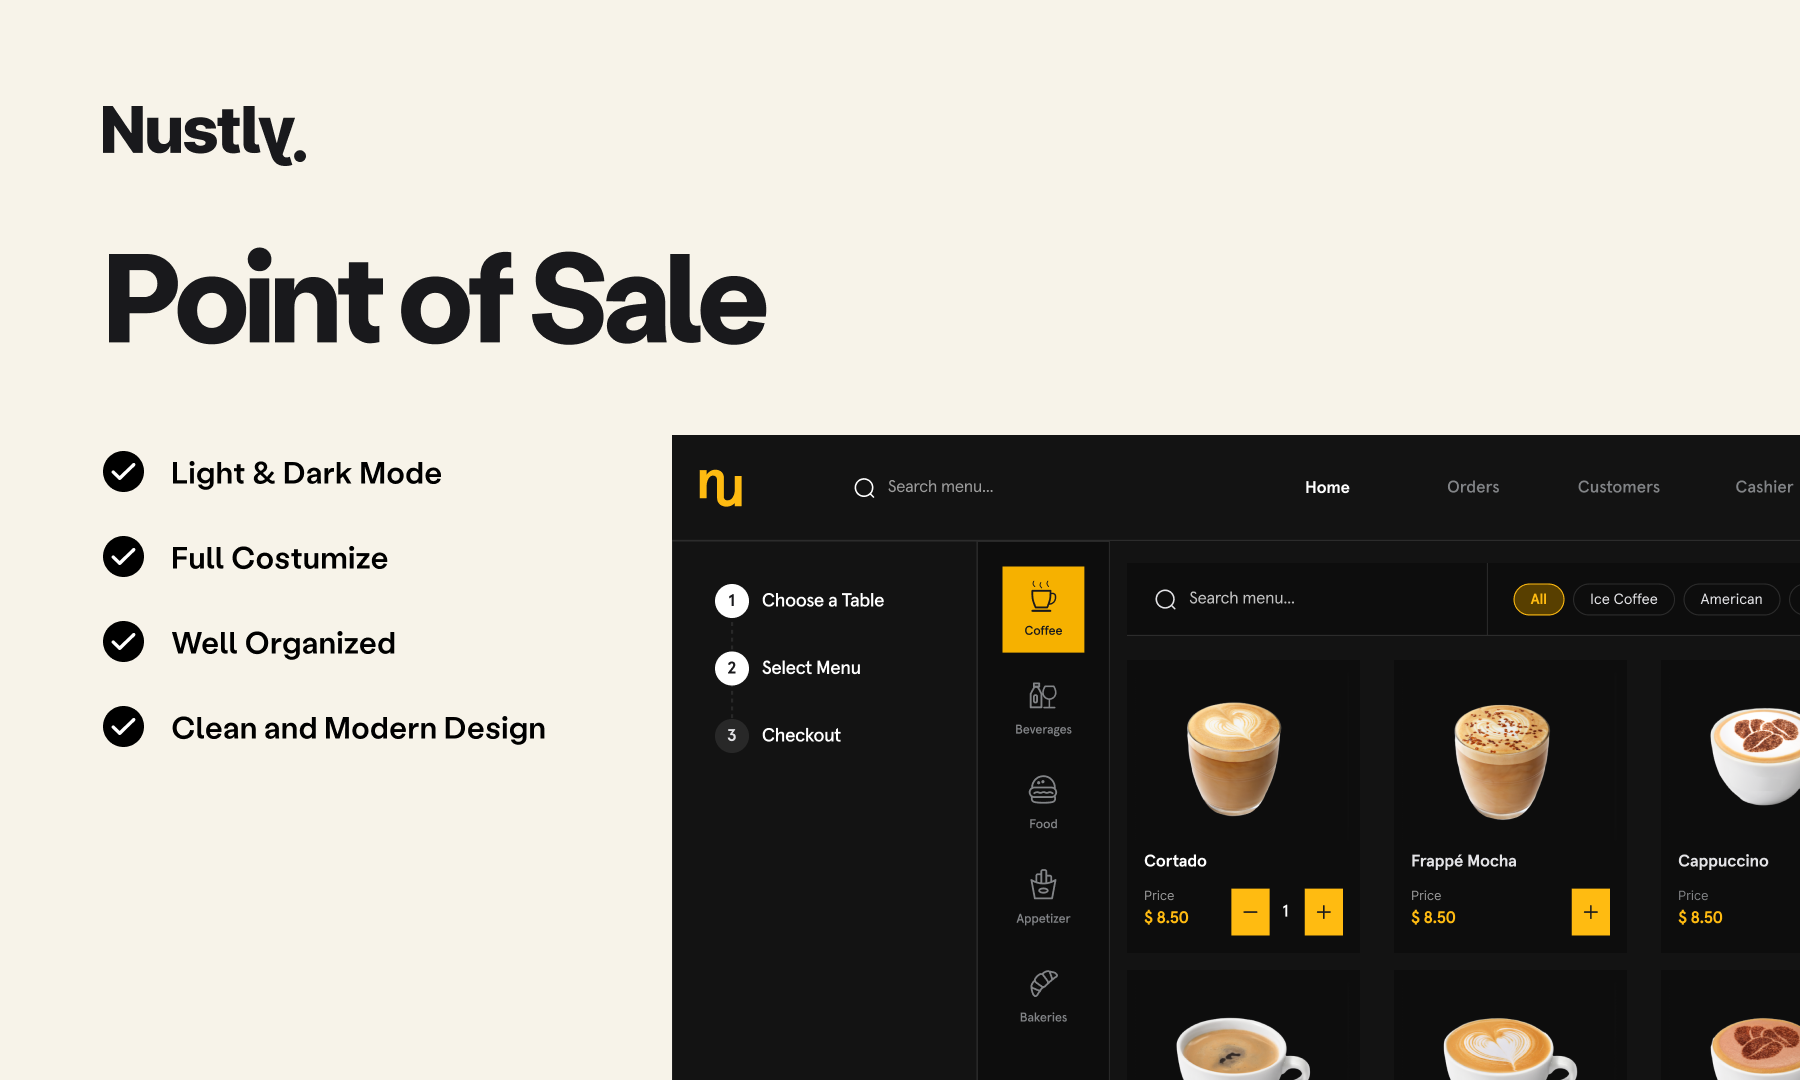 Nustly.
Point of Sale
Light & Dark Mode
Full Costumize
Well Organized
Clean and Modern Design
nu
Search menu...
Home
Orders
Customers
Cashier
1 Choose a Table
2 Select Menu
3 Checkout
Coffee
Beverages
Food
Appetizer
Bakeries
Search menu...
All
Ice Coffee
American
Cortado
Price
$ 8.50
1
Frappé Mocha
Price
$ 8.50
Cappuccino
Price
$ 8.50